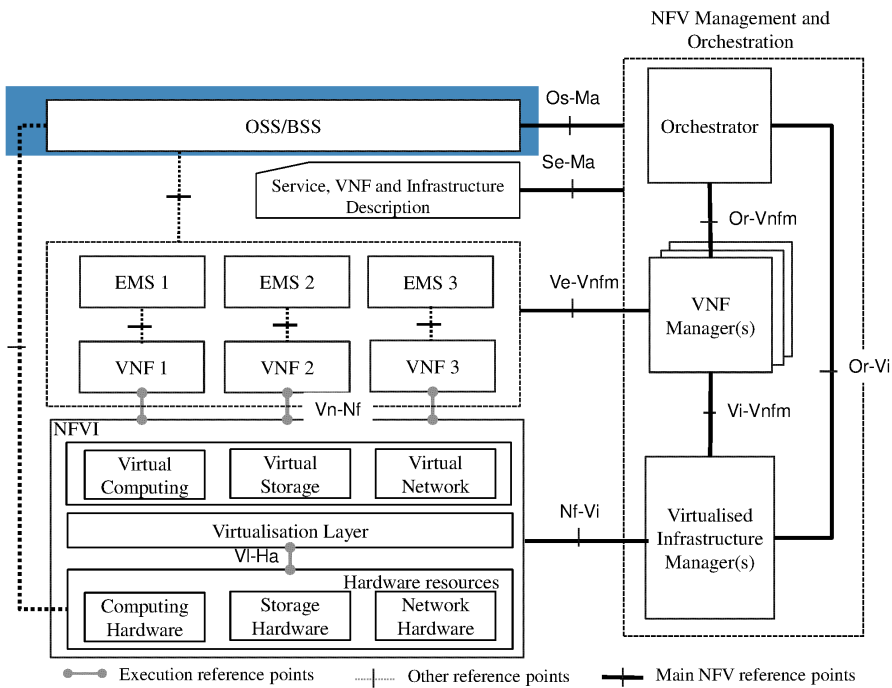 NFV Management and
Orchestration
Os-Ma
OSS/BSS
Orchestrator
Se-Ma
Service, VNF and Infrastructure
Description
Or-Vnfm
EMS 1
EMS 2
EMS 3
Ve-Vnfm
VNF
Manager(s)
VNF 1
VNF 2
VNF 3
Or-Vi
Vn-Nf
Vi-Vnfm
NFVI
Virtual
Computing
Virtual
Storage
Virtual
Network
Nf-Vi
Virtualised
Infrastructure
Manager(s)
Virtualisation Layer
Vl-Ha
Hardware resources
Computing
Hardware
Storage
Hardware
Network
Hardware
Execution reference points
Other reference points
Main NFV reference points